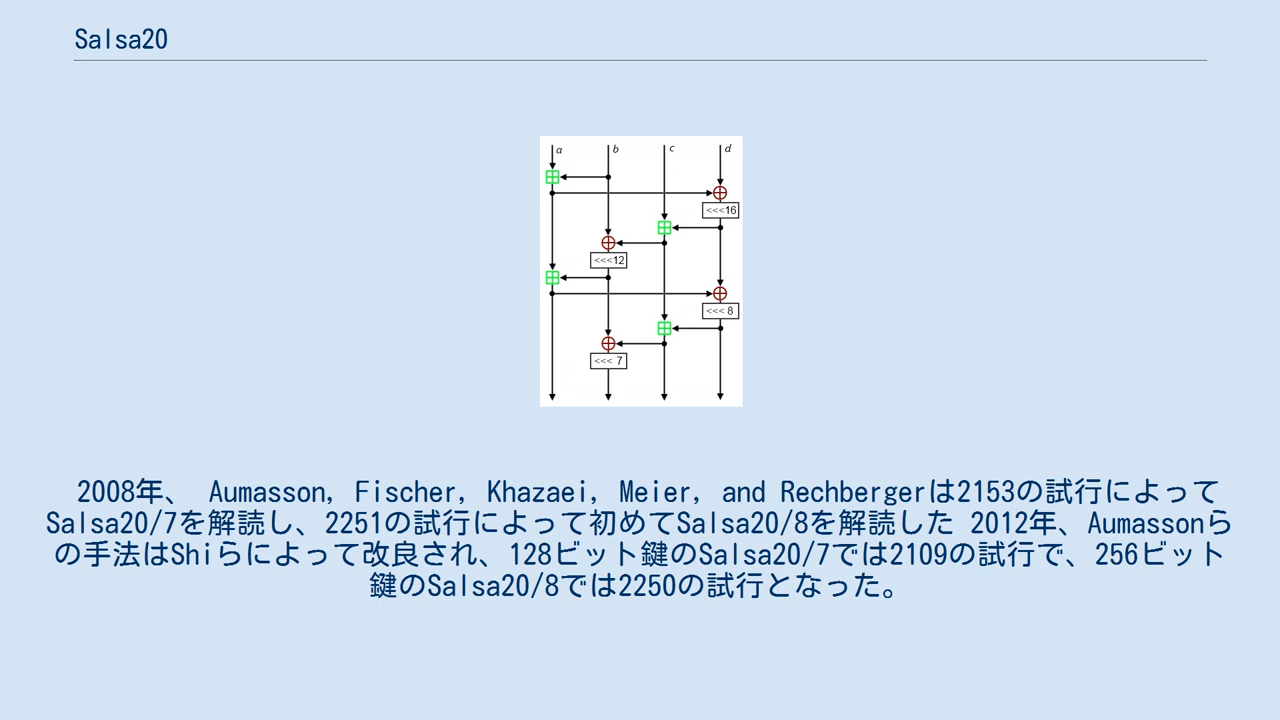 Salsa20
a b c d
<<<16
<<<12
<<< 8
<<< 7
2008年、 Aumasson, Fischer, Khazaei, Meier, and Rechbergerは2153の試行によって
Salsa20/7を解読し、2251の試行によって初めてSalsa20/8を解読した 2012年、Aumassonら
の手法はShiらによって改良され、128ビット鍵のSalsa20/7では2109の試行で、256ビット
鍵のSalsa20/8では2250の試行となった。